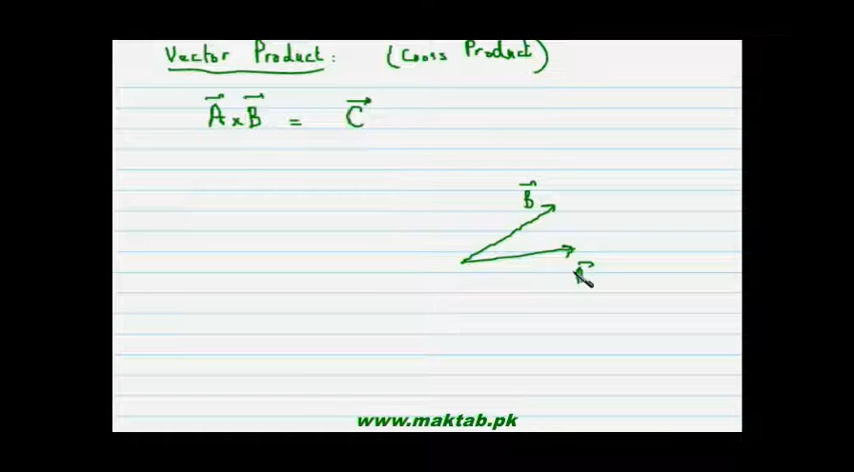 Vector Product: (Cross Product)
A⃗ × B⃗ = C⃗
B⃗
A⃗
www.maktab.pk